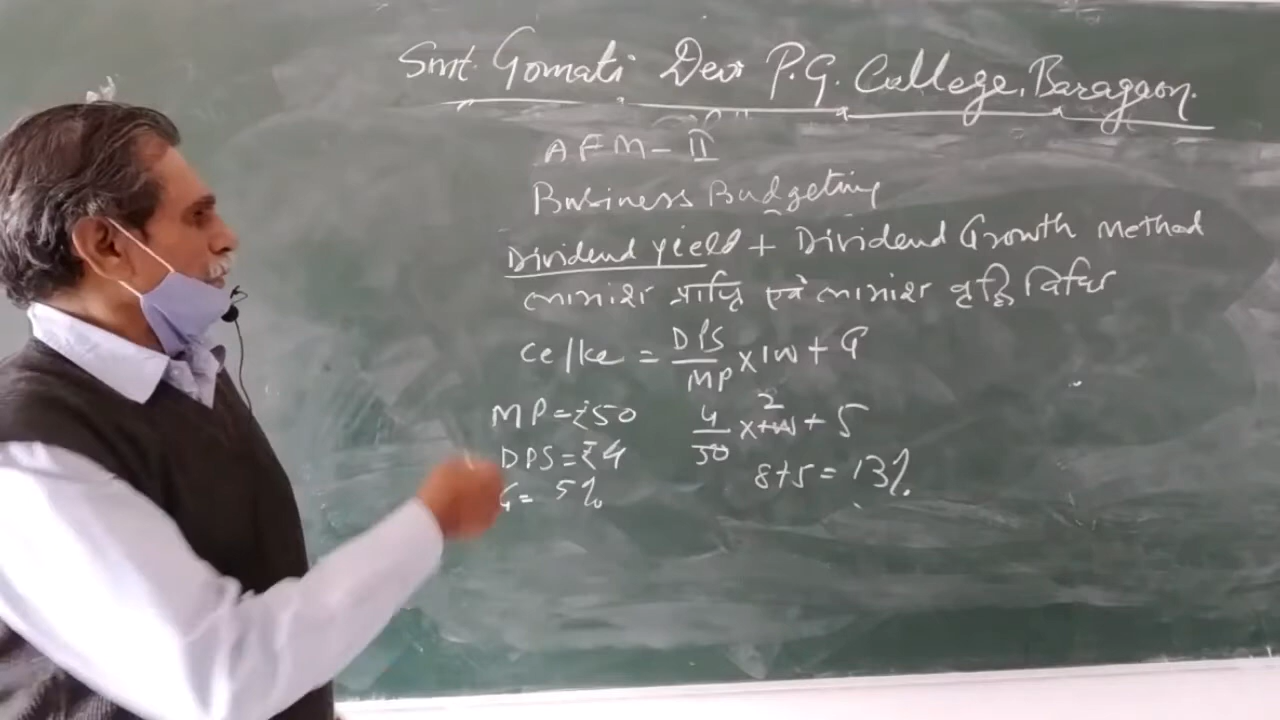 Smt. Gomati Devi P.G. College, Baragaon.
AFM-II
Business Budgeting
Dividend Yield + Dividend Growth Method
लाभांश प्राप्ति एवं लाभांश वृद्धि विधि
Ce/ke = DPS/MP × 100 + G
MP = ₹50
4/50 × 100 2 + 5
DPS = ₹4
8+5 = 13%
G = 5%